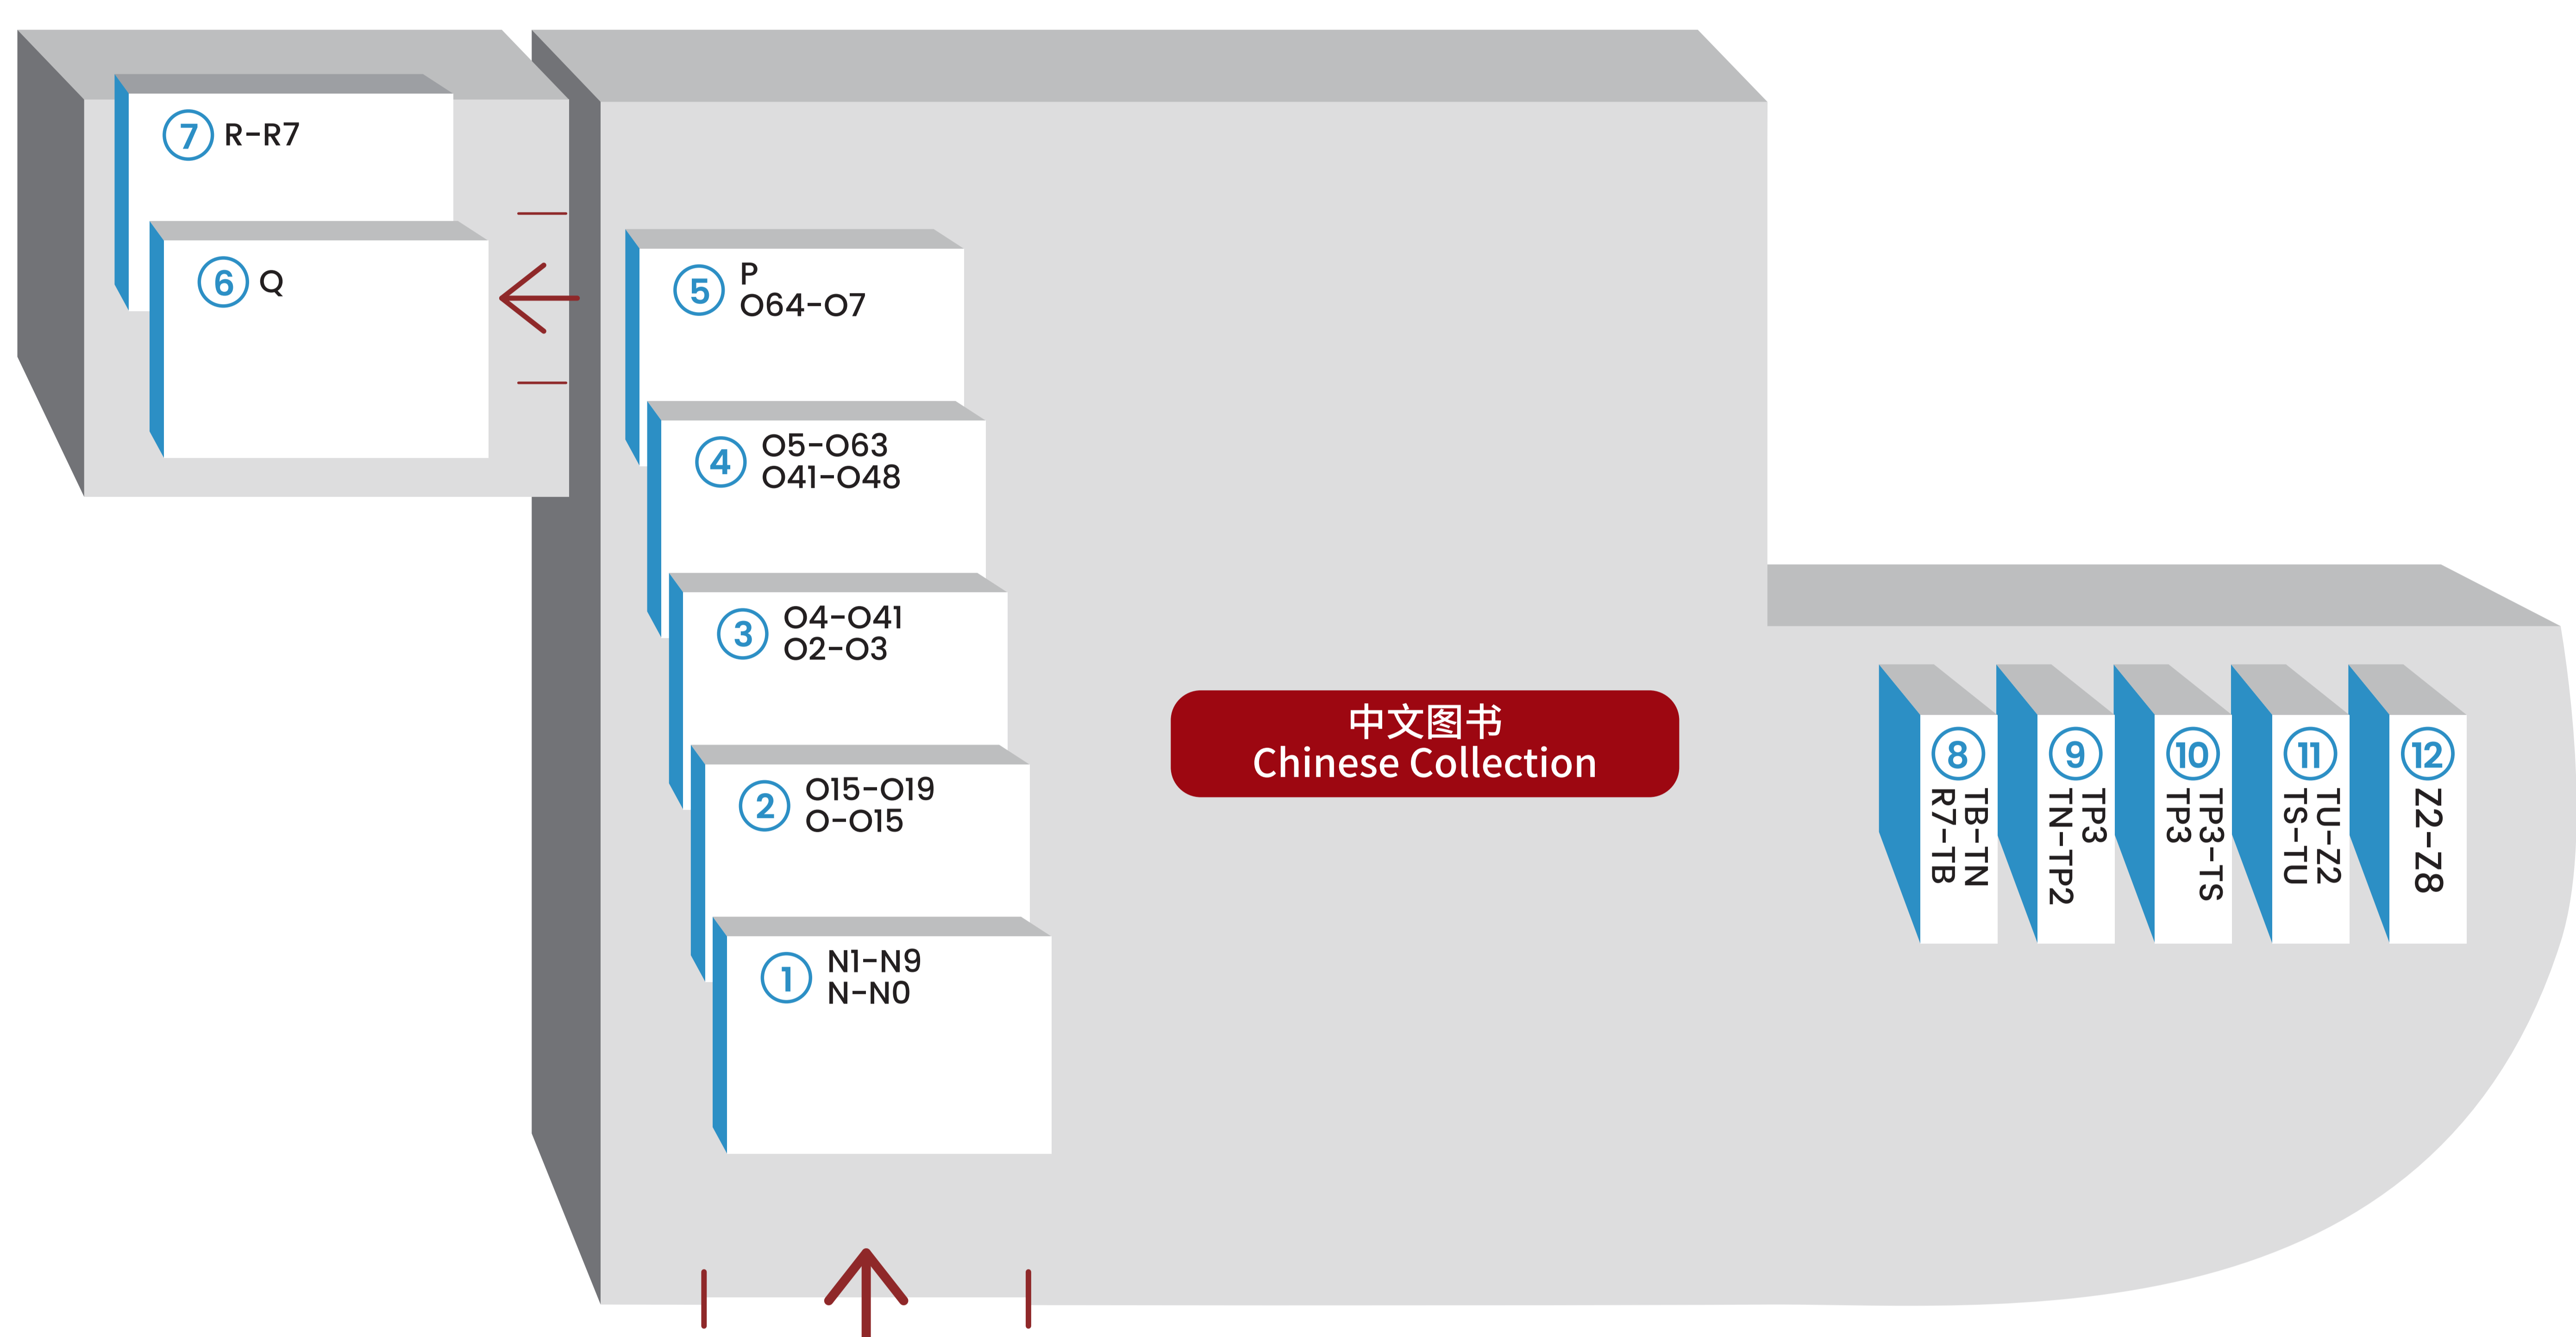 7 R-R7
6 Q
5 P
O64-O7
4 O5-O63
O41-O48
3 O4-O41
O2-O3
2 O15-O19
O-O15
1 N1-N9
N-N0
中文图书
Chinese Collection
8
TB-TN
R7-TB
9
TP3
TN-TP2
10
TP3-TS
TP3
11
TU-Z2
TS-TU
12
Z2-Z8